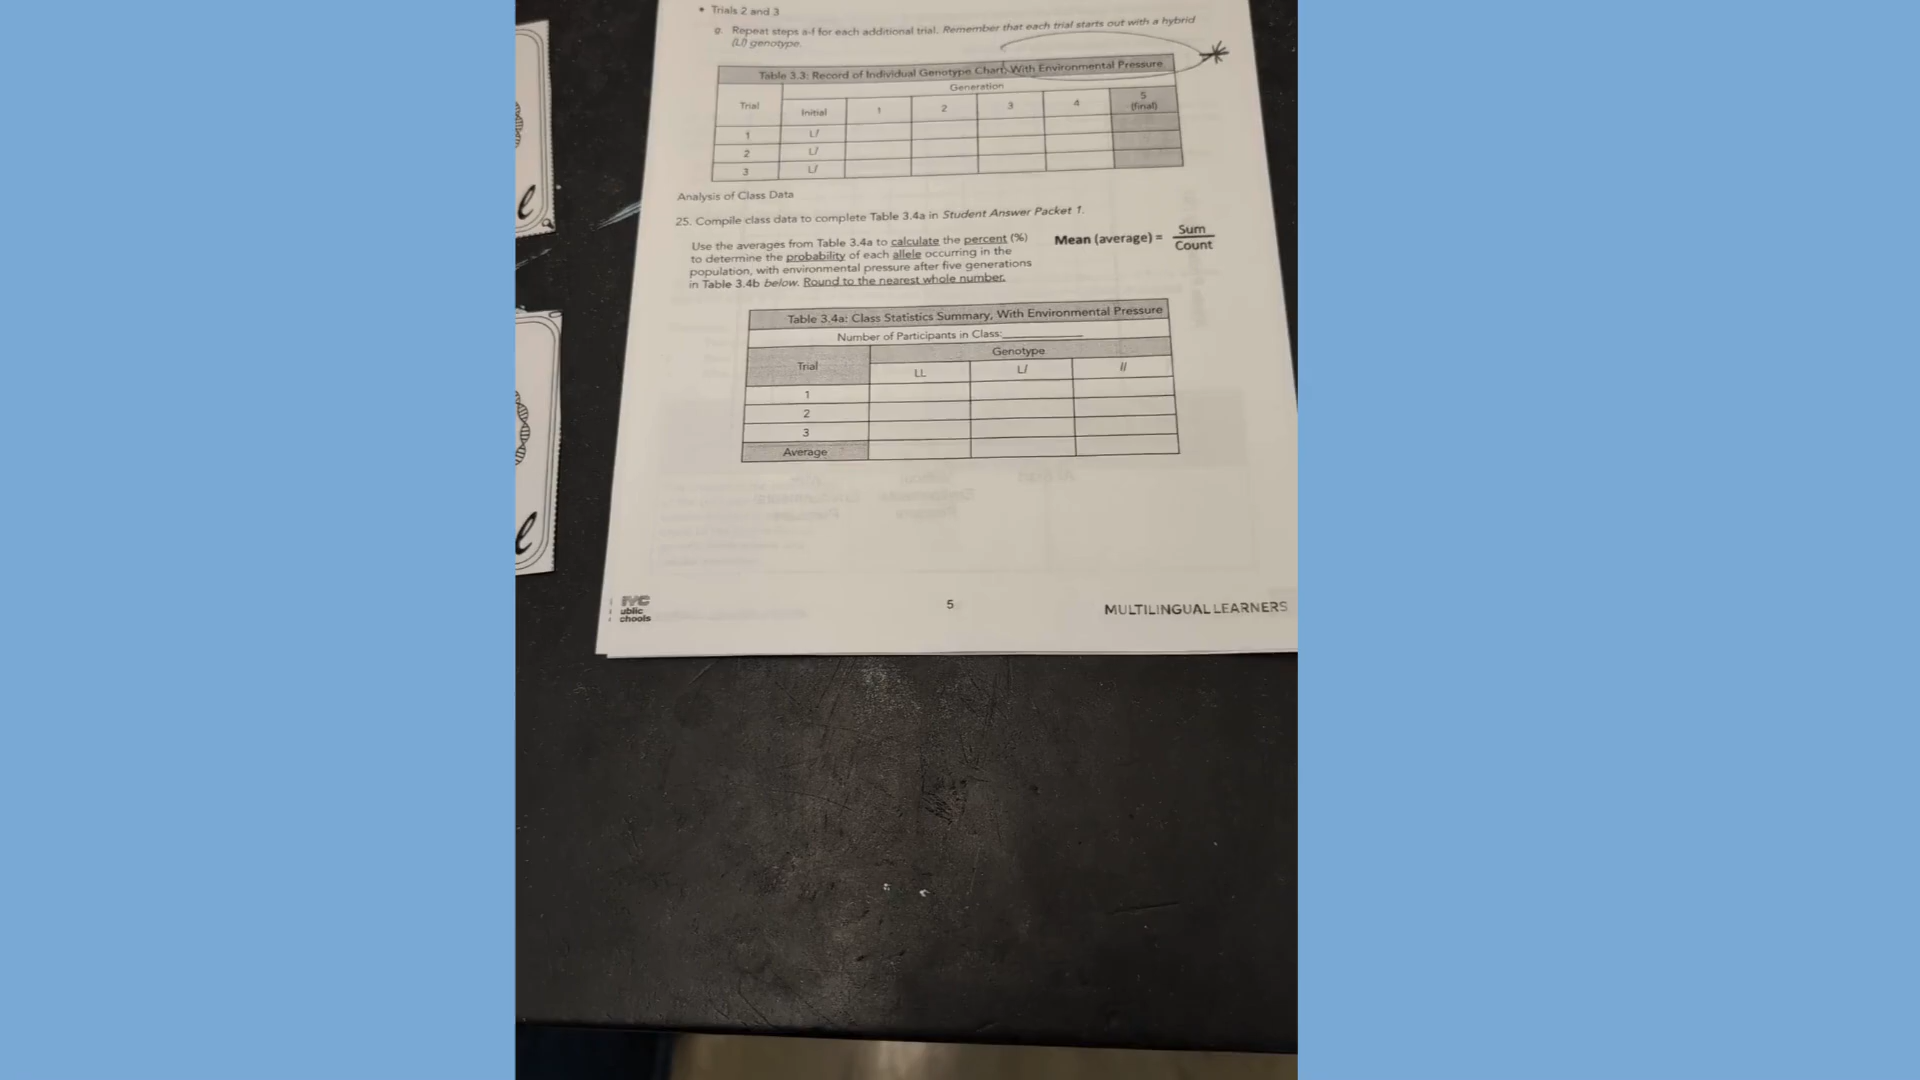 • Trials 2 and 3
g. Repeat steps a-f for each additional trial. Remember that each trial starts out with a hybrid
(Ll) genotype.
Table 3.3: Record of Individual Genotype Chart, With Environmental Pressure
Trial Generation
Initial 1 2 3 4 5 (final)
1 Ll
2 Ll
3 Ll
Analysis of Class Data
25. Compile class data to complete Table 3.4a in Student Answer Packet 1.
Use the averages from Table 3.4a to calculate the percent (%)
to determine the probability of each allele occurring in the
population, with environmental pressure after five generations
in Table 3.4b below. Round to the nearest whole number.
Mean (average) = Sum
Count
Table 3.4a: Class Statistics Summary, With Environmental Pressure
Number of Participants in Class:
Trial Genotype
LL Ll ll
1
2
3
Average
NYC
ublic
chools
5
MULTILINGUAL LEARNERS
l
l